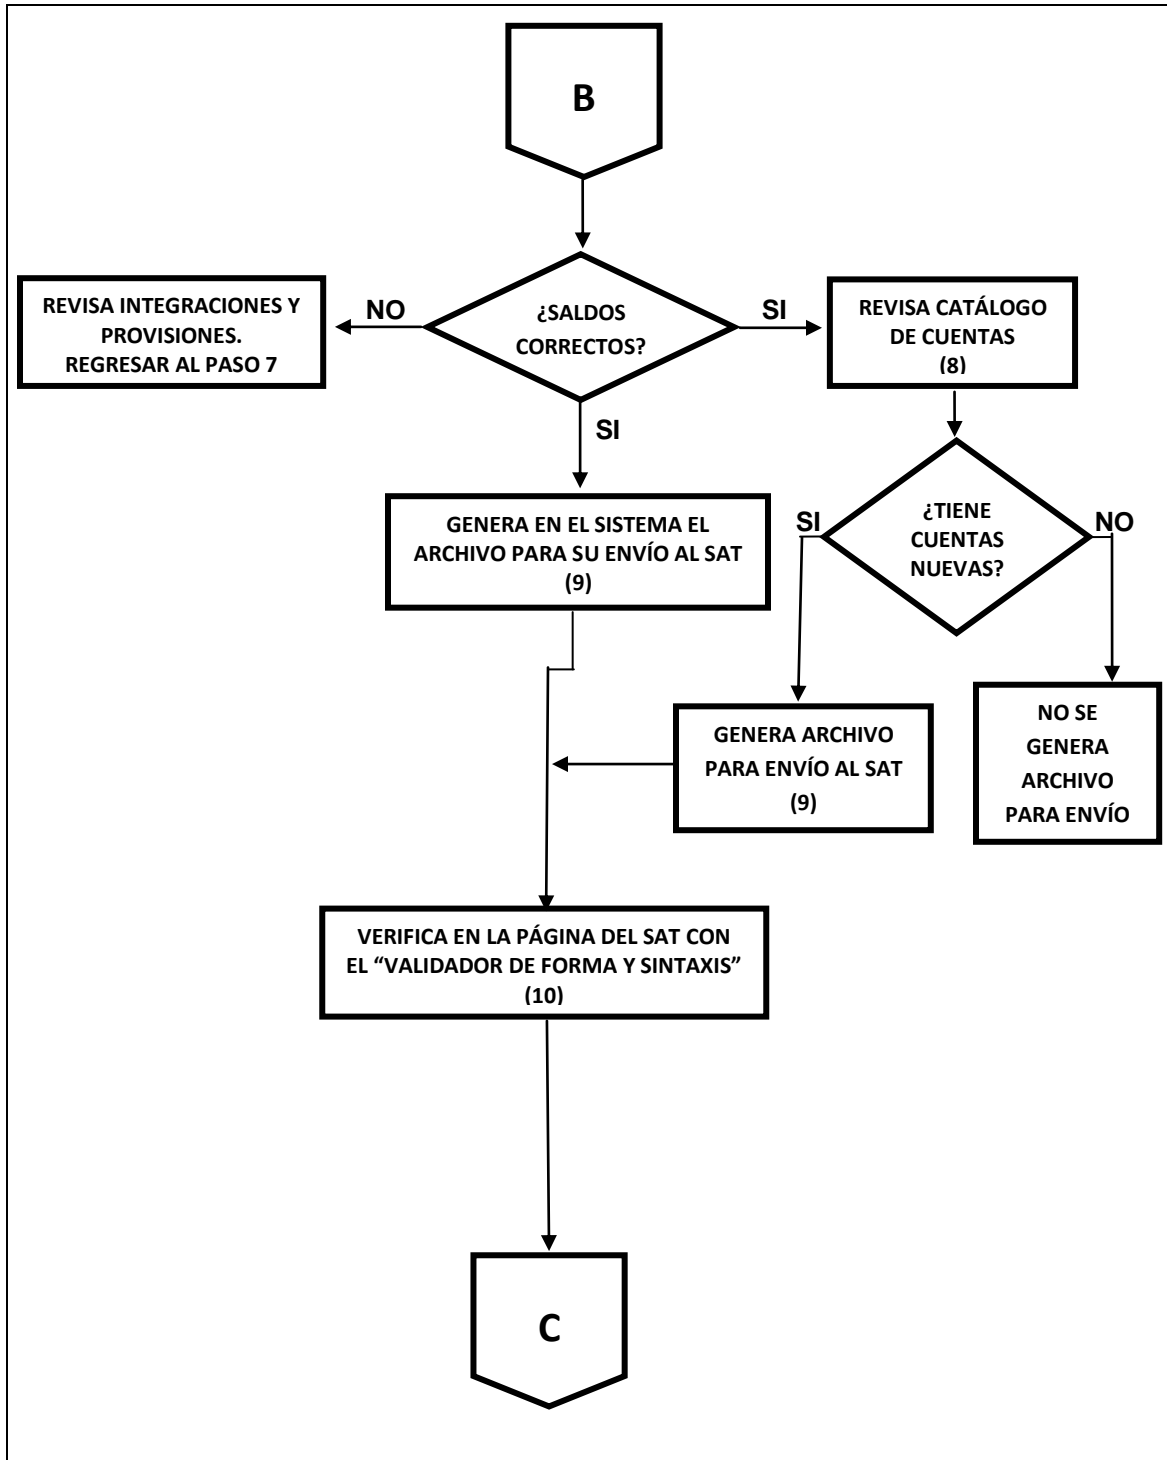 B
REVISA INTEGRACIONES Y
PROVISIONES.
REGRESAR AL PASO 7
NO
¿SALDOS
CORRECTOS?
SI
REVISA CATÁLOGO
DE CUENTAS
(8)
SI
GENERA EN EL SISTEMA EL
ARCHIVO PARA SU ENVÍO AL SAT
(9)
SI
¿TIENE
CUENTAS
NUEVAS?
NO
GENERA ARCHIVO
PARA ENVÍO AL SAT
(9)
NO SE
GENERA
ARCHIVO
PARA ENVÍO
VERIFICA EN LA PÁGINA DEL SAT CON
EL “VALIDADOR DE FORMA Y SINTAXIS”
(10)
C